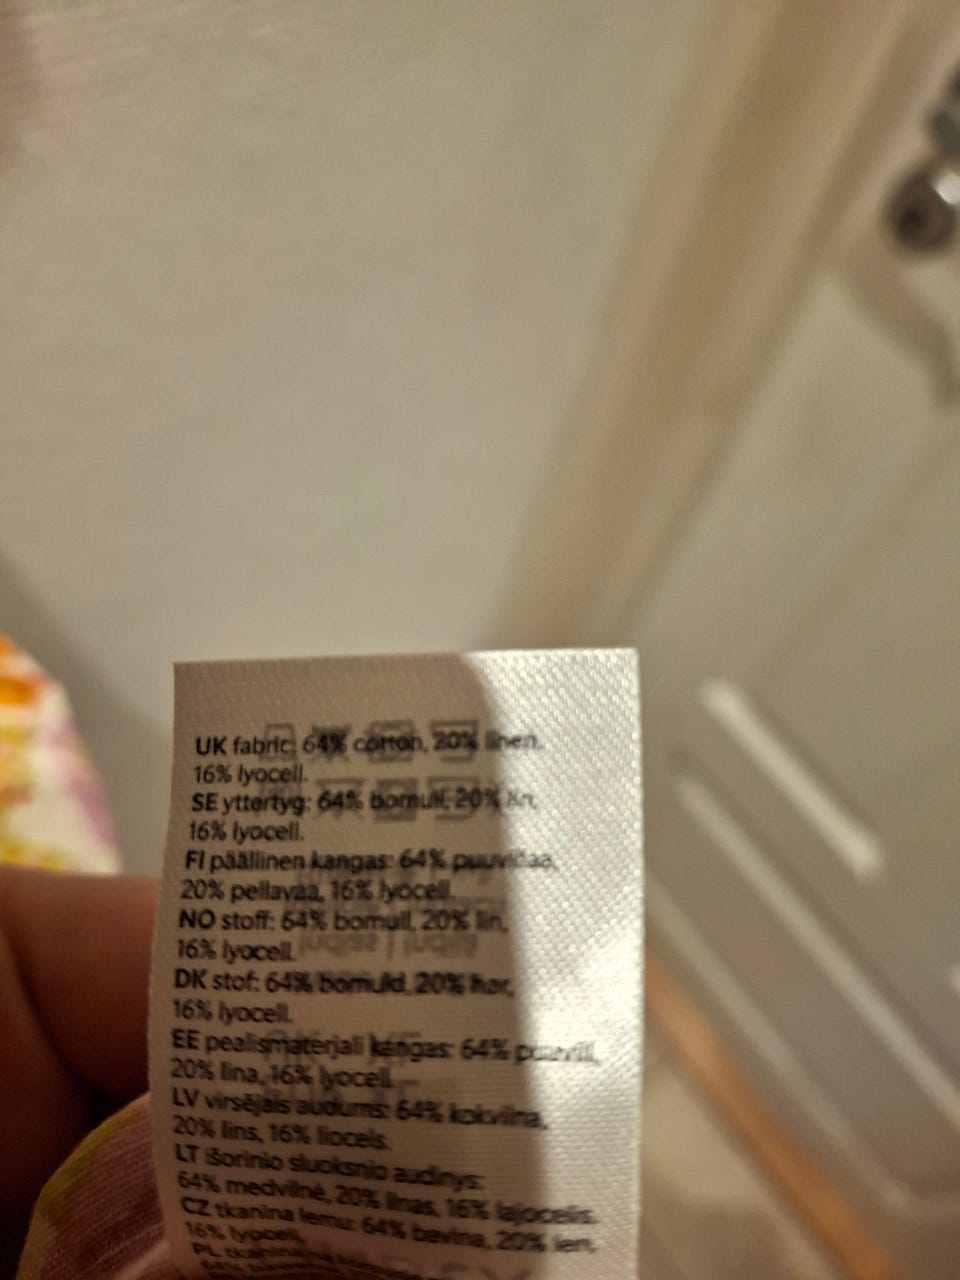 UK fabric: 64% cotton, 20% linen,
16% lyocell.
SE yttertyg: 64% bomull, 20% lin,
16% lyocell.
FI päällinen kangas: 64% puuvillaa,
20% pellavaa, 16% lyocell.
NO stoff: 64% bomull, 20% lin,
16% lyocell.
DK stof: 64% bomuld, 20% hør,
16% lyocell.
EE pealismaterjali kangas: 64% puuvill,
20% lina, 16% lyocell.
LV virsējais audums: 64% kokvilna,
20% lins, 16% liocels.
LT išorinio sluoksnio audinys:
64% medvilnė, 20% linas, 16% lajocelis.
CZ tkanina lemu: 64% bavlna, 20% len,
16% lyocell.
PL tkanina
64%